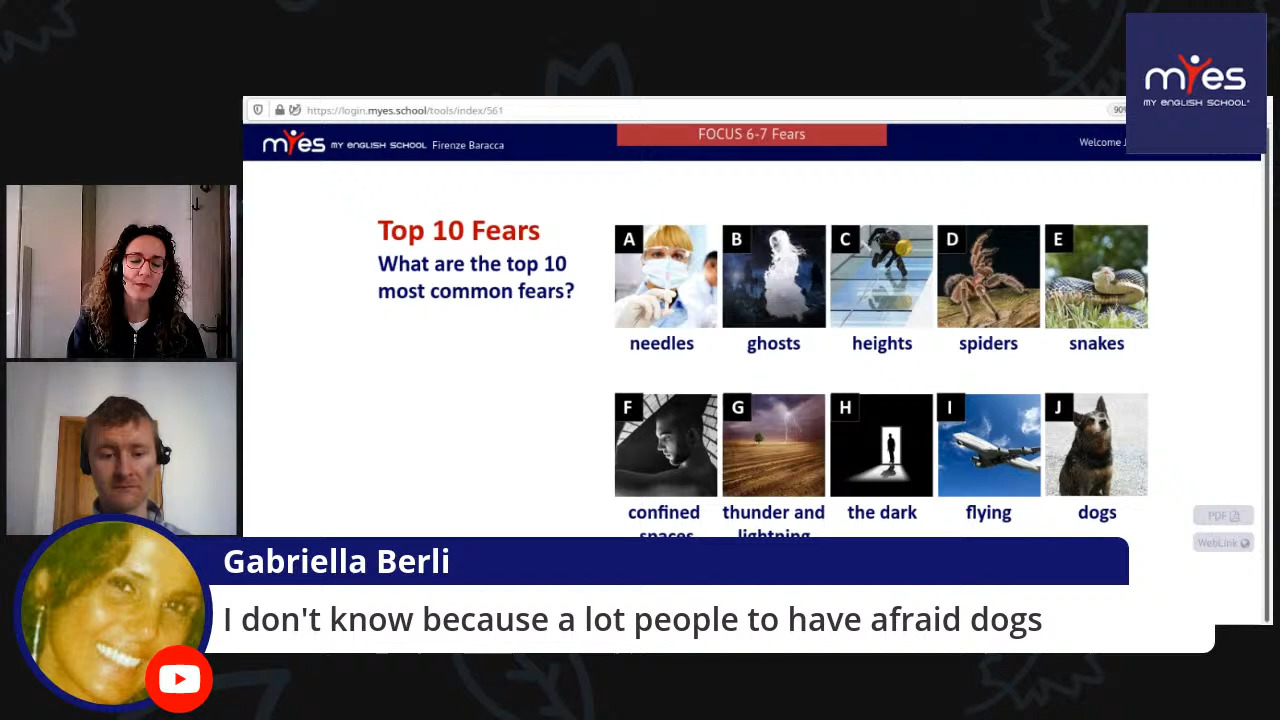 myes
MY ENGLISH SCHOOL
https://login.myes.school/tools/index/561
90%
myes MY ENGLISH SCHOOL Firenze Baracca
FOCUS 6-7 Fears
Welcome
Top 10 Fears
What are the top 10
most common fears?
A B C D E
needles ghosts heights spiders snakes
F G H I J
confined thunder and the dark flying dogs
spaces lightning
PDF
WebLink
Gabriella Berli
I don't know because a lot people to have afraid dogs